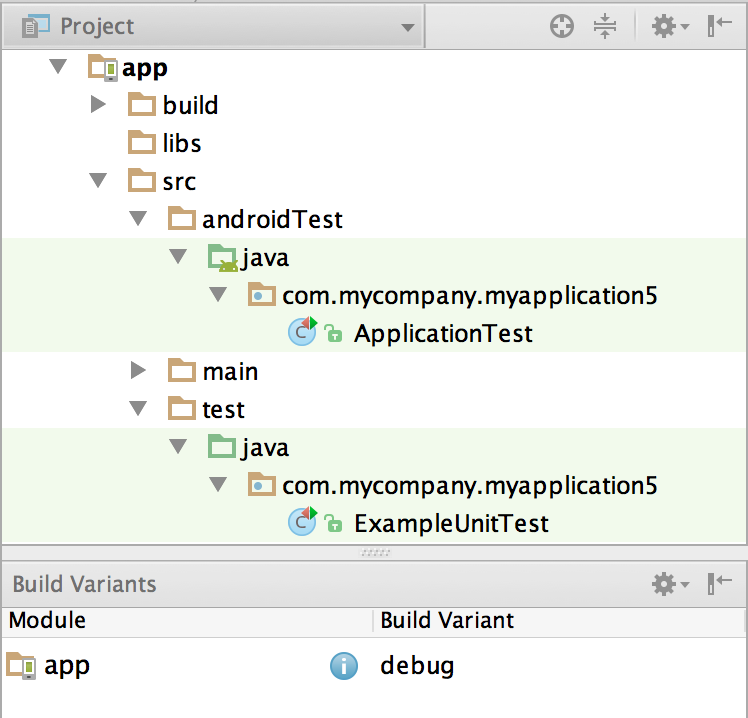 Project
app
build
libs
src
androidTest
java
com.mycompany.myapplication5
C ApplicationTest
main
test
java
com.mycompany.myapplication5
C ExampleUnitTest
Build Variants
Module Build Variant
app i debug